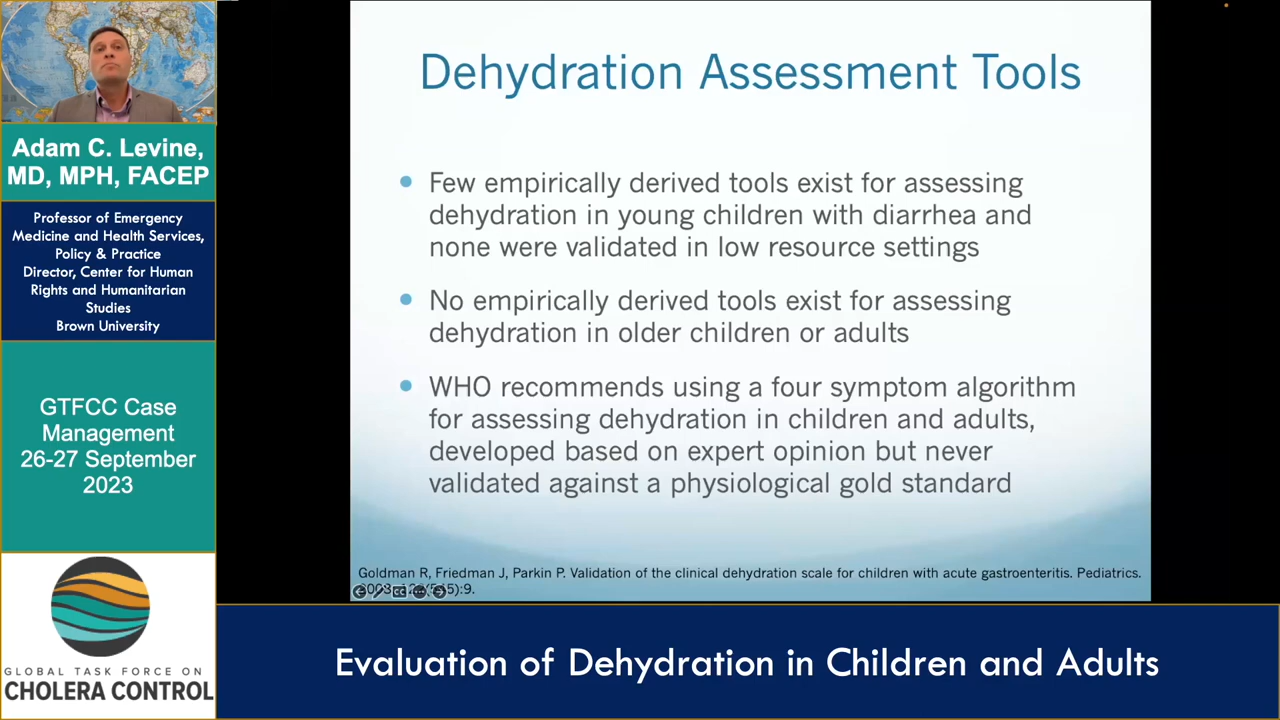 Adam C. Levine,
MD, MPH, FACEP
Professor of Emergency
Medicine and Health Services,
Policy & Practice
Director, Center for Human
Rights and Humanitarian
Studies
Brown University
GTFCC Case
Management
26-27 September
2023
GLOBAL TASK FORCE ON
CHOLERA CONTROL
Dehydration Assessment Tools
• Few empirically derived tools exist for assessing
dehydration in young children with diarrhea and
none were validated in low resource settings
• No empirically derived tools exist for assessing
dehydration in older children or adults
• WHO recommends using a four symptom algorithm
for assessing dehydration in children and adults,
developed based on expert opinion but never
validated against a physiological gold standard
Goldman R, Friedman J, Parkin P. Validation of the clinical dehydration scale for children with acute gastroenteritis. Pediatrics.
Evaluation of Dehydration in Children and Adults